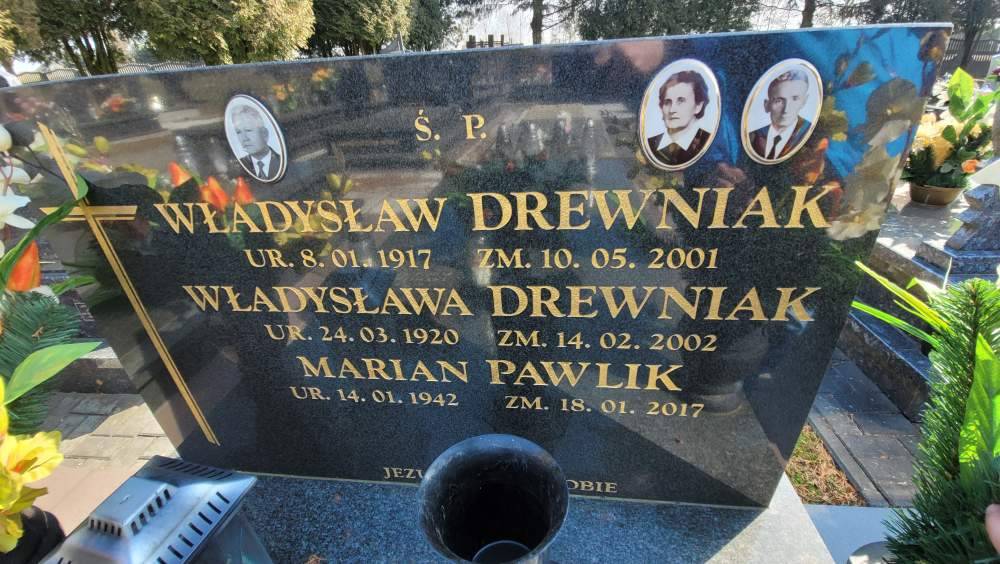 Ś. P.
WŁADYSŁAW DREWNIAK
UR. 8. 01. 1917 ZM. 10. 05. 2001
WŁADYSŁAWA DREWNIAK
UR. 24. 03. 1920 ZM. 14. 02. 2002
MARIAN PAWLIK
UR. 14. 01. 1942 ZM. 18. 01. 2017